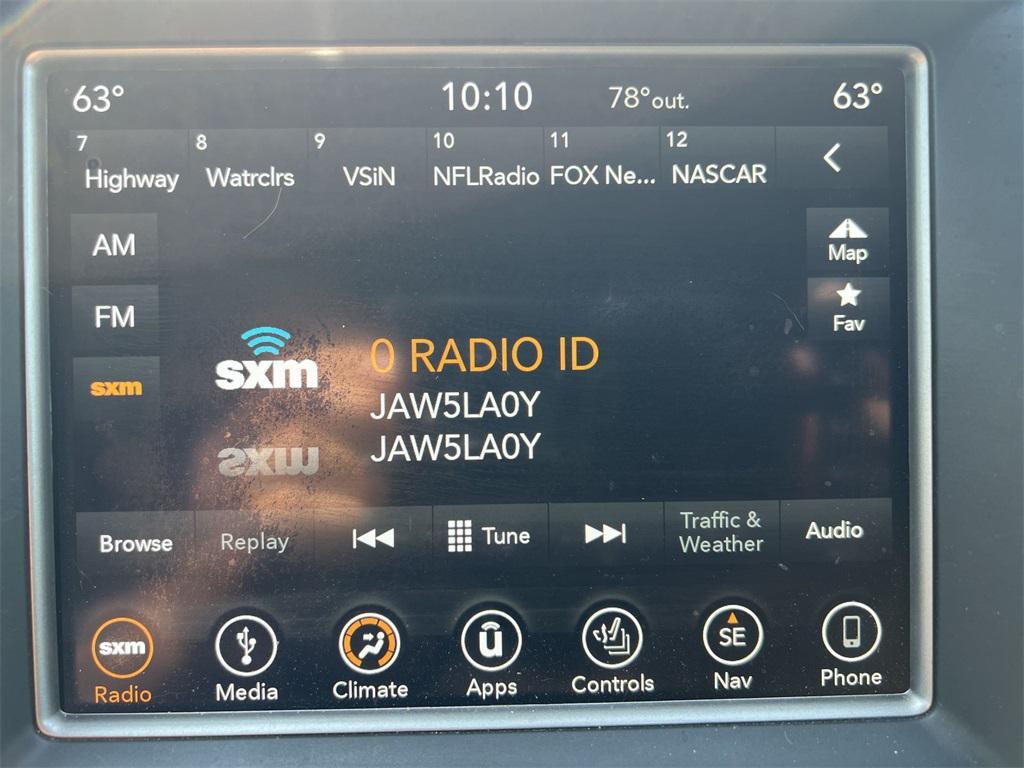 63° 10:10 78°out. 63°
7 8 9 10 11 12
Highway Watrclrs VSiN NFLRadio FOX Ne... NASCAR
AM
Map
FM
Fav
sxm
sxm
0 RADIO ID
JAW5LA0Y
JAW5LA0Y
sxm
Browse Replay Tune Traffic & Weather Audio
sxm u SE
Radio Media Climate Apps Controls Nav Phone